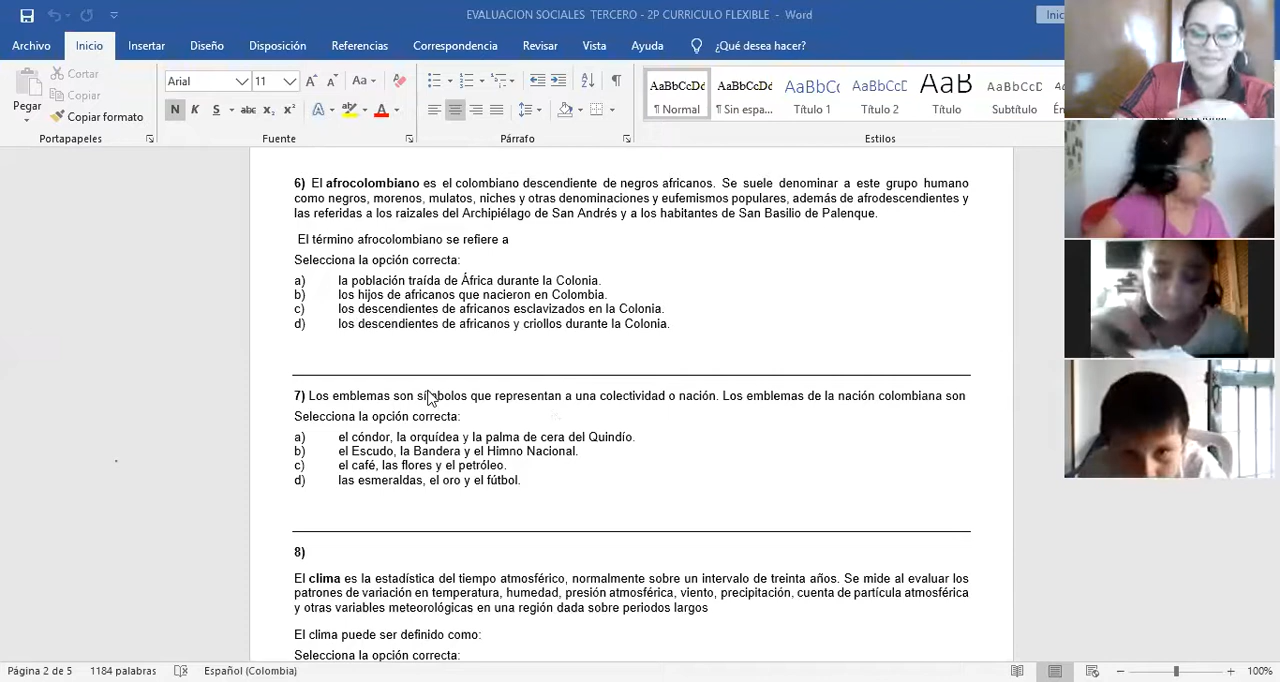 EVALUACION SOCIALES TERCERO - 2P CURRICULO FLEXIBLE - Word
Inic
Archivo Inicio Insertar Diseño Disposición Referencias Correspondencia Revisar Vista Ayuda ¿Qué desea hacer?
Pegar
Cortar
Copiar
Copiar formato
Portapapeles
Arial 11
N K S abc x₂ x²
Fuente
Párrafo
AaBbCcDd AaBbCcDd AaBbCc AaBbCcD AaB AaBbCcD
¶ Normal ¶ Sin espa... Título 1 Título 2 Título Subtítulo
Estilos
6) El afrocolombiano es el colombiano descendiente de negros africanos. Se suele denominar a este grupo humano
como negros, morenos, mulatos, niches y otras denominaciones y eufemismos populares, además de afrodescendientes y
las referidas a los raizales del Archipiélago de San Andrés y a los habitantes de San Basilio de Palenque.
El término afrocolombiano se refiere a
Selecciona la opción correcta:
a) la población traída de África durante la Colonia.
b) los hijos de africanos que nacieron en Colombia.
c) los descendientes de africanos esclavizados en la Colonia.
d) los descendientes de africanos y criollos durante la Colonia.
7) Los emblemas son símbolos que representan a una colectividad o nación. Los emblemas de la nación colombiana son
Selecciona la opción correcta:
a) el cóndor, la orquídea y la palma de cera del Quindío.
b) el Escudo, la Bandera y el Himno Nacional.
c) el café, las flores y el petróleo.
d) las esmeraldas, el oro y el fútbol.
8)
El clima es la estadística del tiempo atmosférico, normalmente sobre un intervalo de treinta años. Se mide al evaluar los
patrones de variación en temperatura, humedad, presión atmosférica, viento, precipitación, cuenta de partícula atmosférica
y otras variables meteorológicas en una región dada sobre periodos largos
El clima puede ser definido como:
Selecciona la opción correcta:
Página 2 de 5 1184 palabras Español (Colombia) 100%